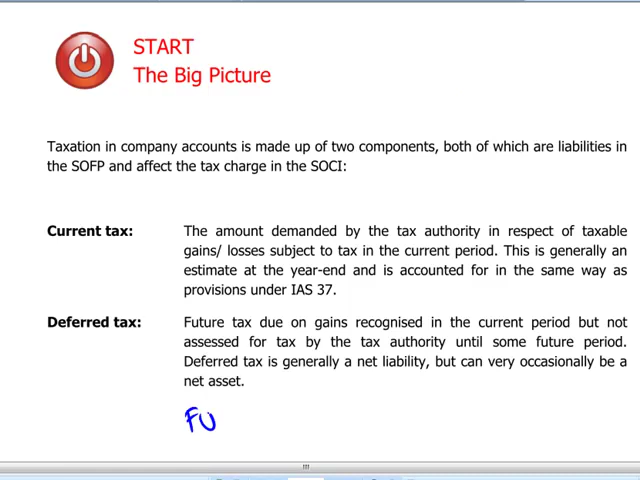 START
The Big Picture
Taxation in company accounts is made up of two components, both of which are liabilities in
the SOFP and affect the tax charge in the SOCI:
Current tax: The amount demanded by the tax authority in respect of taxable
gains/ losses subject to tax in the current period. This is generally an
estimate at the year-end and is accounted for in the same way as
provisions under IAS 37.
Deferred tax: Future tax due on gains recognised in the current period but not
assessed for tax by the tax authority until some future period.
Deferred tax is generally a net liability, but can very occasionally be a
net asset.
FU